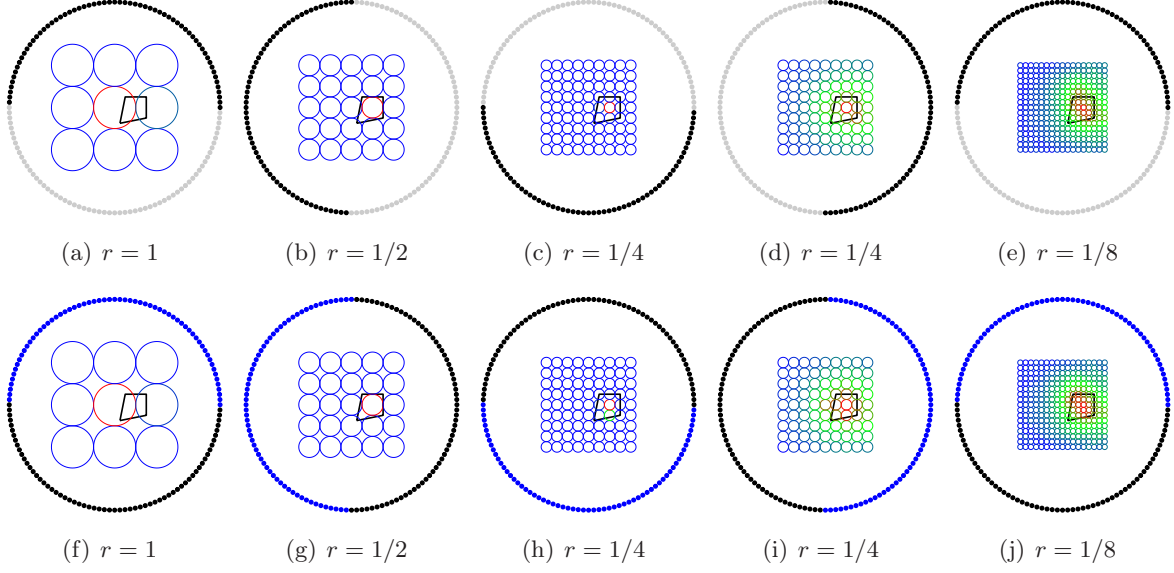 (a) r = 1
(b) r = 1/2
(c) r = 1/4
(d) r = 1/4
(e) r = 1/8
(f) r = 1
(g) r = 1/2
(h) r = 1/4
(i) r = 1/4
(j) r = 1/8